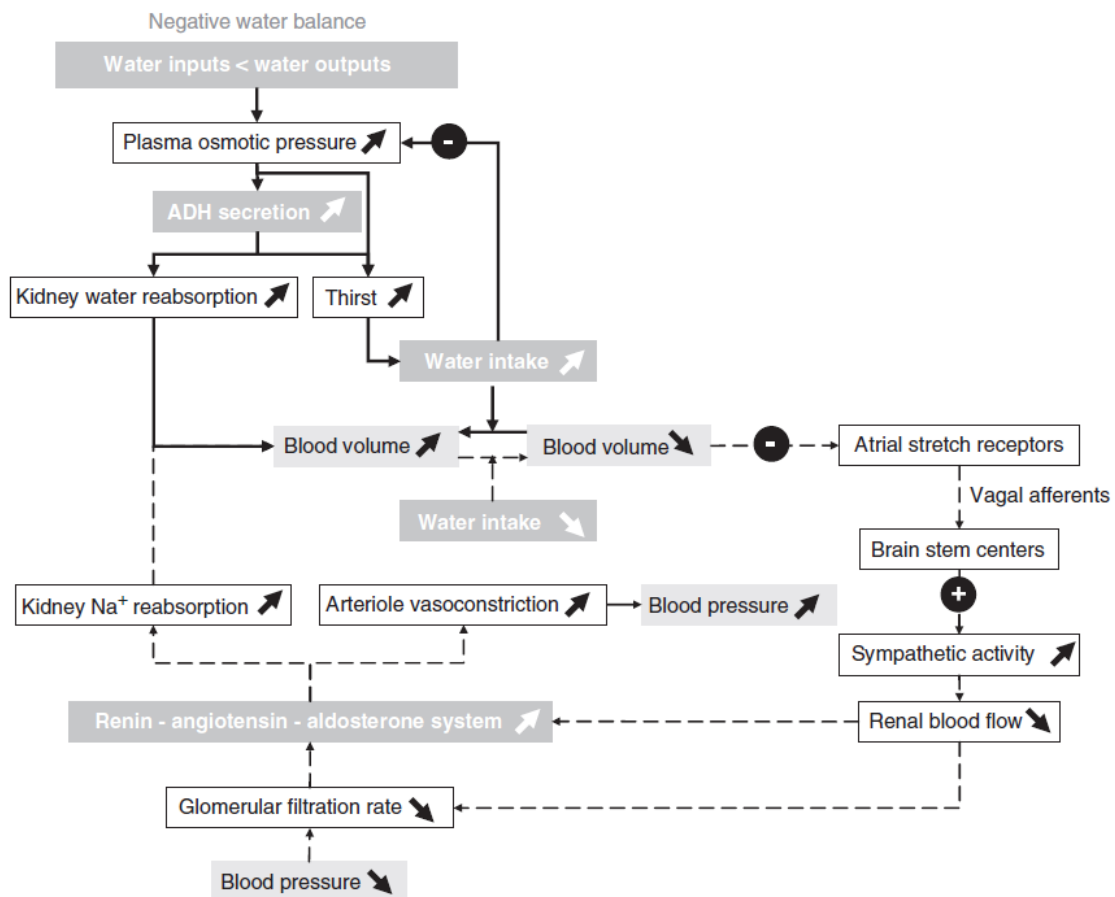 Negative water balance
Water inputs < water outputs
Plasma osmotic pressure
-
ADH secretion
Kidney water reabsorption
Thirst
Water intake
Blood volume
Blood volume
-
Atrial stretch receptors
Vagal afferents
Water intake
Brain stem centers
+
Kidney Na⁺ reabsorption
Arteriole vasoconstriction
Blood pressure
Sympathetic activity
Renin - angiotensin - aldosterone system
Renal blood flow
Glomerular filtration rate
Blood pressure